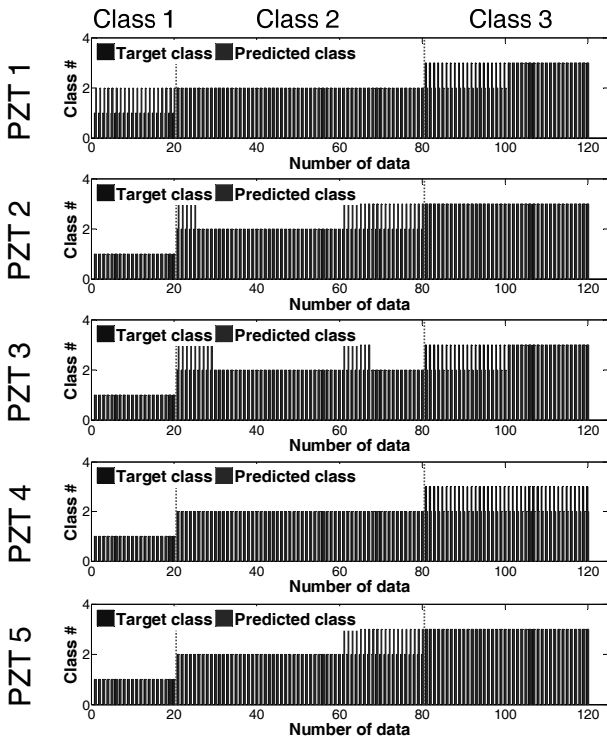 Class 1 Class 2 Class 3
PZT 1
Class #
4
2
0
Target class Predicted class
0 20 40 60 80 100 120
Number of data
PZT 2
Class #
4
2
0
Target class Predicted class
0 20 40 60 80 100 120
Number of data
PZT 3
Class #
4
2
0
Target class Predicted class
0 20 40 60 80 100 120
Number of data
PZT 4
Class #
4
2
0
Target class Predicted class
0 20 40 60 80 100 120
Number of data
PZT 5
Class #
4
2
0
Target class Predicted class
0 20 40 60 80 100 120
Number of data